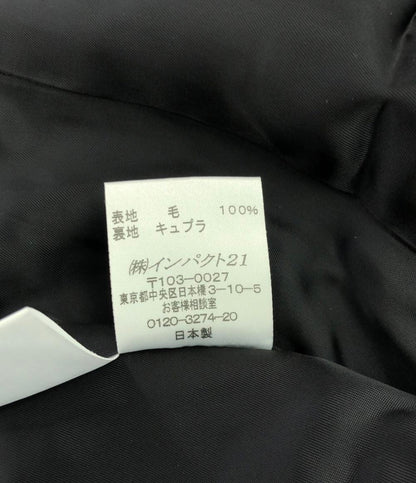 表地 毛 100%
裏地 キュプラ
㈱インパクト21
〒103-0027
東京都中央区日本橋3-10-5
お客様相談室
0120-3274-20
日本製